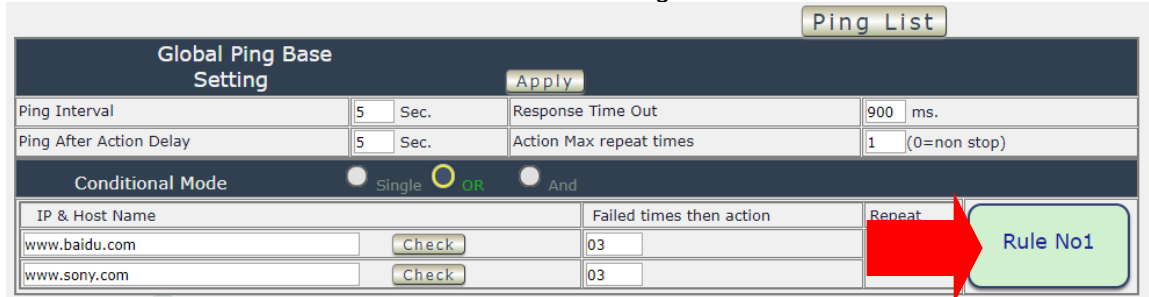 Ping List
Global Ping Base
Setting
Apply
Ping Interval 5 Sec. Response Time Out 900 ms.
Ping After Action Delay 5 Sec. Action Max repeat times 1 (0=non stop)
Conditional Mode Single OR And
IP & Host Name Failed times then action Repeat
www.baidu.com Check 03
Rule No1
www.sony.com Check 03